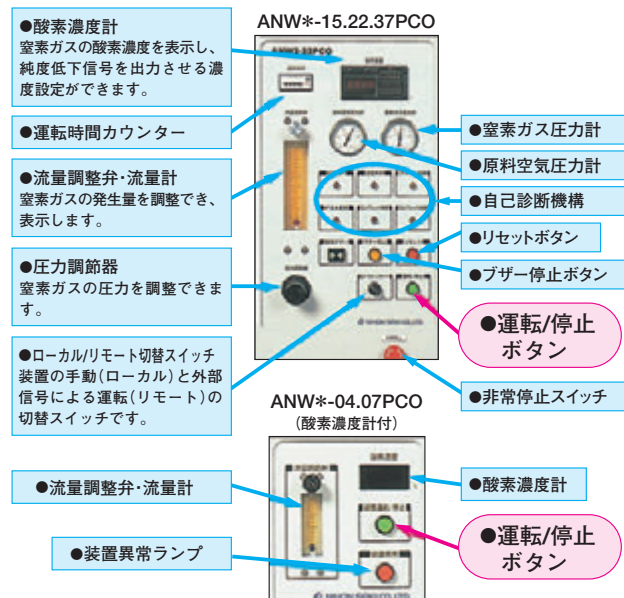 ANW*-15.22.37PCO
●酸素濃度計
窒素ガスの酸素濃度を表示し、
純度低下信号を出力させる濃
度設定ができます。
●運転時間カウンター
●流量調整弁・流量計
窒素ガスの発生量を調整でき、
表示します。
●圧力調節器
窒素ガスの圧力を調整できま
す。
●ローカル/リモート切替スイッチ
装置の手動(ローカル)と外部
信号による運転(リモート)の
切替スイッチです。
●窒素ガス圧力計
●原料空気圧力計
●自己診断機構
●リセットボタン
●ブザー停止ボタン
●運転/停止
ボタン
●非常停止スイッチ
ANW*-04.07PCO
(酸素濃度計付)
●流量調整弁・流量計
●装置異常ランプ
●酸素濃度計
●運転/停止
ボタン